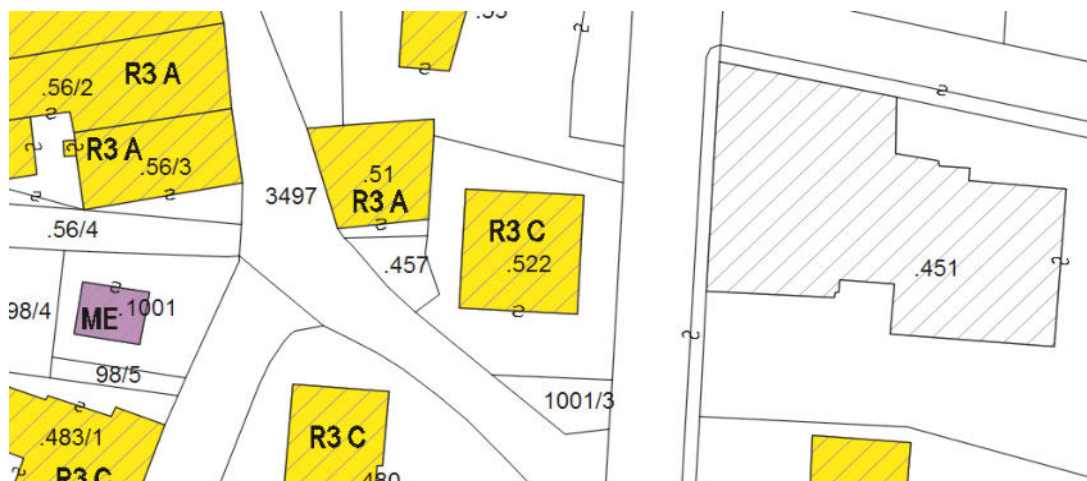 .56/2
R3 A
R3 A
.56/3
.56/4
3497
.51
R3 A
.457
R3 C
.522
.451
98/4
ME
.1001
98/5
1001/3
.483/1
R3 C
R3 C